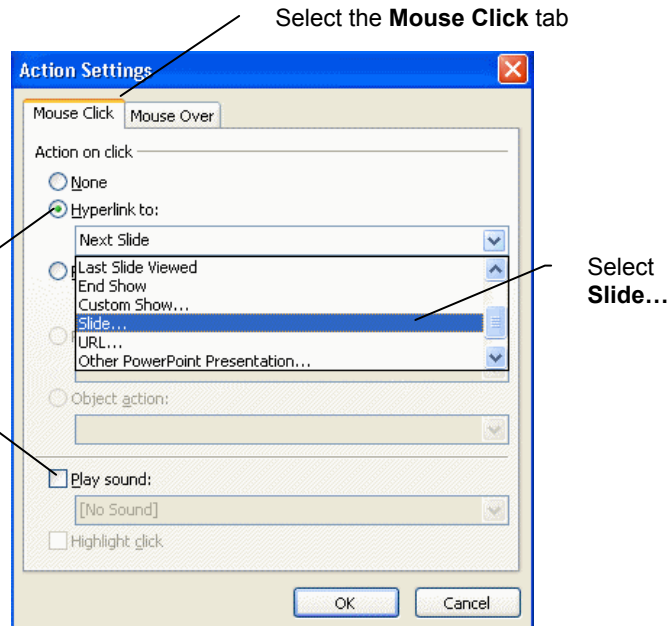 Select the Mouse Click tab
Action Settings
Mouse Click Mouse Over
Action on click
None
Hyperlink to:
Next Slide
Last Slide Viewed
End Show
Custom Show...
Slide...
URL...
Other PowerPoint Presentation...
Select
Slide...
Object action:
Play sound:
[No Sound]
Highlight click
OK Cancel